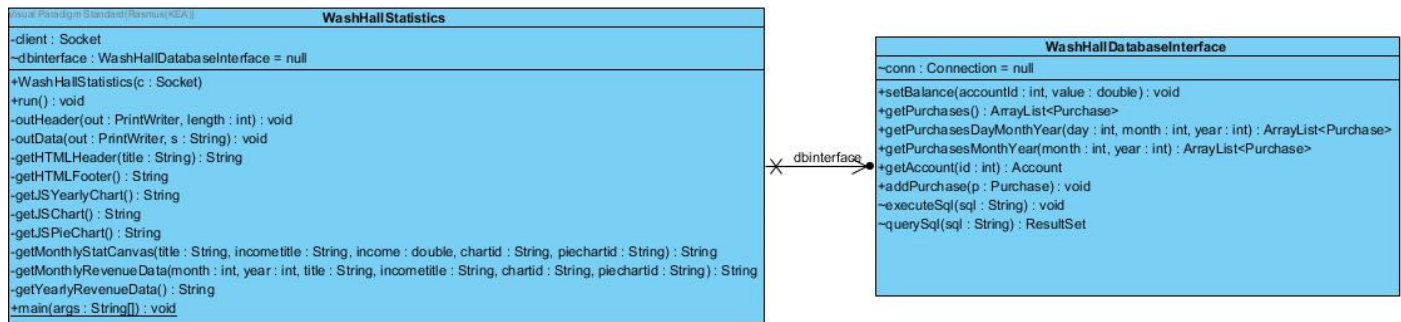 Visual Paradigm Standard(Rasmus(KEA))
WashHallStatistics
-client : Socket
~dbinterface : WashHallDatabaseInterface = null
+WashHallStatistics(c : Socket)
+run() : void
-outHeader(out : PrintWriter, length : int) : void
-outData(out : PrintWriter, s : String) : void
-getHTMLHeader(title : String) : String
-getHTMLFooter() : String
-getJSYearlyChart() : String
-getJSChart() : String
-getJSPieChart() : String
-getMonthlyStatCanvas(title : String, incometitle : String, income : double, chartid : String, piechartid : String) : String
-getMonthlyRevenueData(month : int, year : int, title : String, incometitle : String, chartid : String, piechartid : String) : String
-getYearlyRevenueData() : String
+main(args : String[]) : void
dbinterface
WashHallDatabaseInterface
~conn : Connection = null
+setBalance(accountId : int, value : double) : void
+getPurchases() : ArrayList<Purchase>
+getPurchasesDayMonthYear(day : int, month : int, year : int) : ArrayList<Purchase>
+getPurchasesMonthYear(month : int, year : int) : ArrayList<Purchase>
+getAccount(id : int) : Account
+addPurchase(p : Purchase) : void
~executeSql(sql : String) : void
~querySql(sql : String) : ResultSet